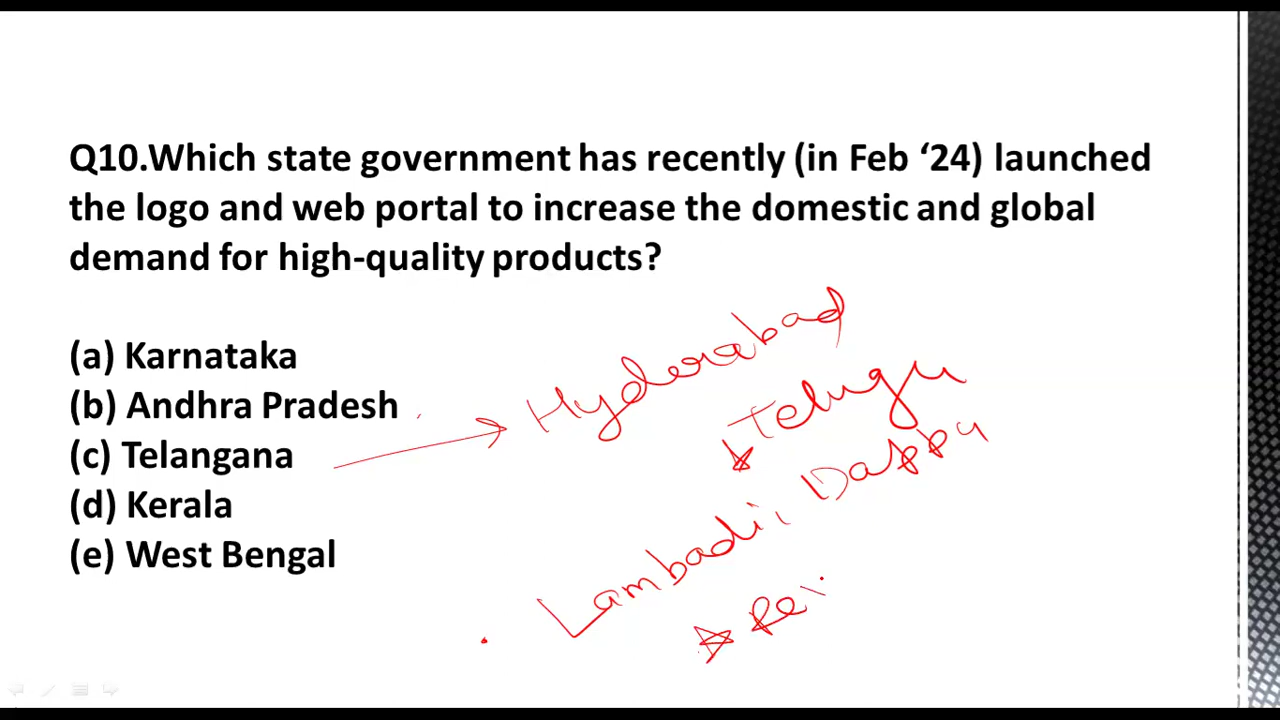 Q10.Which state government has recently (in Feb ‘24) launched
the logo and web portal to increase the domestic and global
demand for high-quality products?
(a) Karnataka
(b) Andhra Pradesh
(c) Telangana
(d) Kerala
(e) West Bengal
Hyderabad
Telugu
Lambadi, Dappu